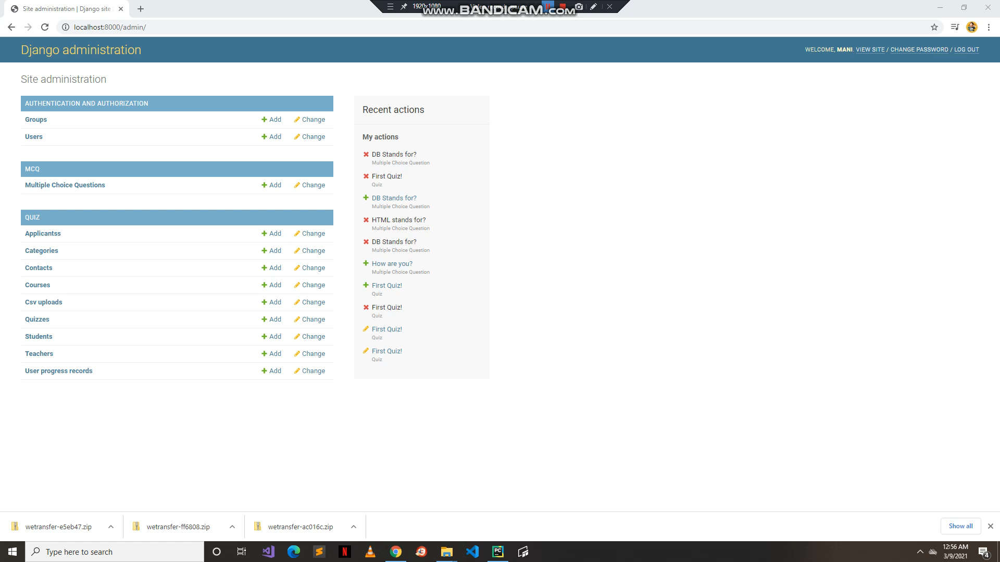 Site administration | Django site
1920x1080
www.BANDICAM.com
localhost:8000/admin/
Django administration
WELCOME, MANI. VIEW SITE / CHANGE PASSWORD / LOG OUT
Site administration
AUTHENTICATION AND AUTHORIZATION
Groups Add Change
Users Add Change
MCQ
Multiple Choice Questions Add Change
QUIZ
Applicantss Add Change
Categories Add Change
Contacts Add Change
Courses Add Change
Csv uploads Add Change
Quizzes Add Change
Students Add Change
Teachers Add Change
User progress records Add Change
Recent actions
My actions
DB Stands for?
Multiple Choice Question
First Quiz!
Quiz
DB Stands for?
Multiple Choice Question
HTML stands for?
Multiple Choice Question
DB Stands for?
Multiple Choice Question
How are you?
Multiple Choice Question
First Quiz!
Quiz
First Quiz!
Quiz
First Quiz!
Quiz
First Quiz!
Quiz
wetransfer-e5eb47.zip
wetransfer-ff6808.zip
wetransfer-ac016c.zip
Show all
Type here to search
PC
12:56 AM
3/9/2021
4